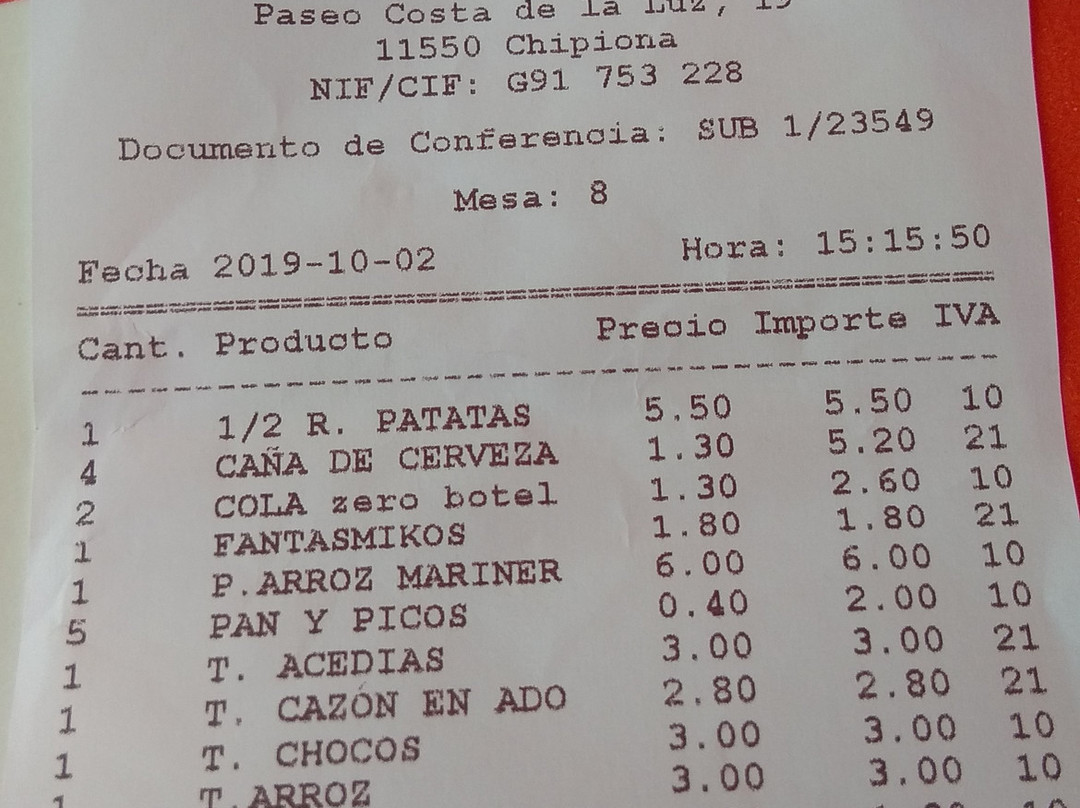 Paseo Costa de la Luz,
11550 Chipiona
NIF/CIF: G91 753 228
Documento de Conferencia: SUB 1/23549
Mesa: 8
Fecha 2019-10-02 Hora: 15:15:50
Cant. Producto Precio Importe IVA
1 1/2 R. PATATAS 5.50 5.50 10
4 CAÑA DE CERVEZA 1.30 5.20 21
2 COLA zero botel 1.30 2.60 10
1 FANTASMIKOS 1.80 1.80 21
1 P.ARROZ MARINER 6.00 6.00 10
5 PAN Y PICOS 0.40 2.00 10
1 T. ACEDIAS 3.00 3.00 21
1 T. CAZÓN EN ADO 2.80 2.80 21
1 T. CHOCOS 3.00 3.00 10
1 T.ARROZ 3.00 3.00 10